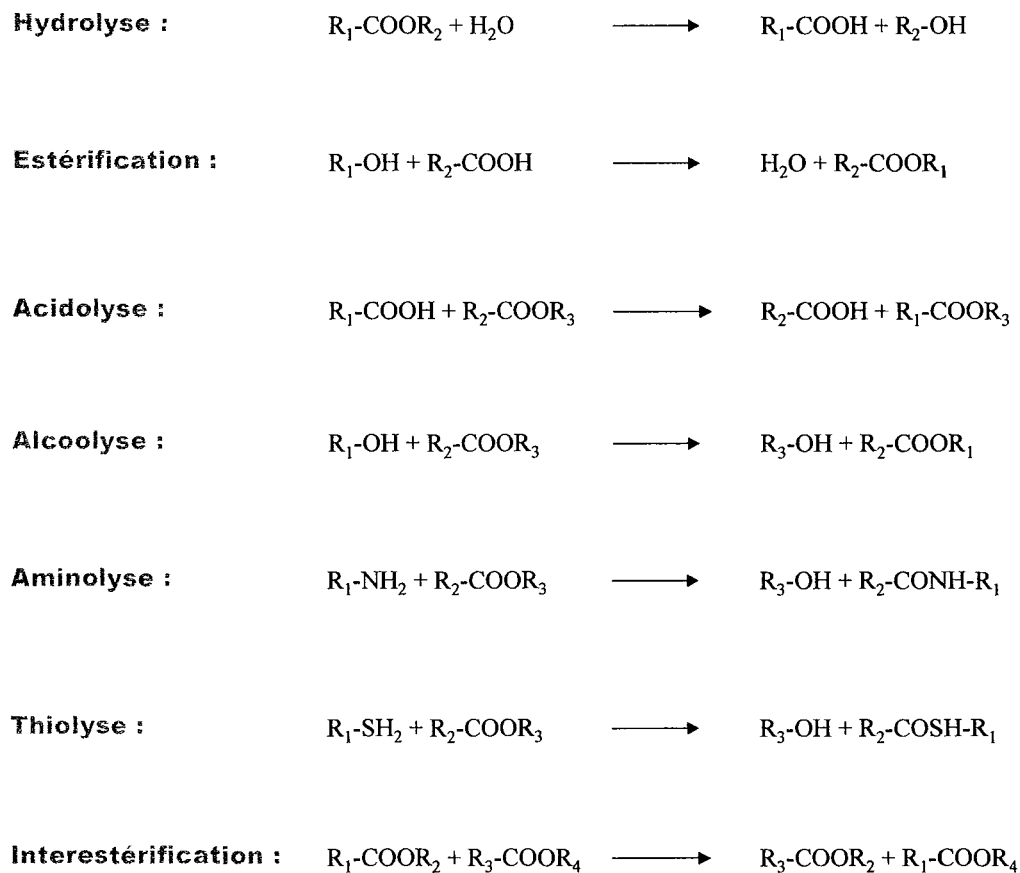 Hydrolyse : R₁-COOR₂ + H₂O ⟶ R₁-COOH + R₂-OH
Estérification : R₁-OH + R₂-COOH ⟶ H₂O + R₂-COOR₁
Acidolyse : R₁-COOH + R₂-COOR₃ ⟶ R₂-COOH + R₁-COOR₃
Alcoolyse : R₁-OH + R₂-COOR₃ ⟶ R₃-OH + R₂-COOR₁
Aminolyse : R₁-NH₂ + R₂-COOR₃ ⟶ R₃-OH + R₂-CONH-R₁
Thiolyse : R₁-SH₂ + R₂-COOR₃ ⟶ R₃-OH + R₂-COSH-R₁
Interestérification : R₁-COOR₂ + R₃-COOR₄ ⟶ R₃-COOR₂ + R₁-COOR₄